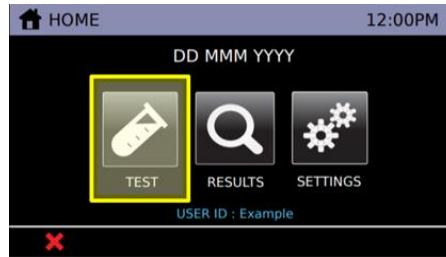 HOME 12:00PM
DD MMM YYYY
TEST RESULTS SETTINGS
USER ID : Example